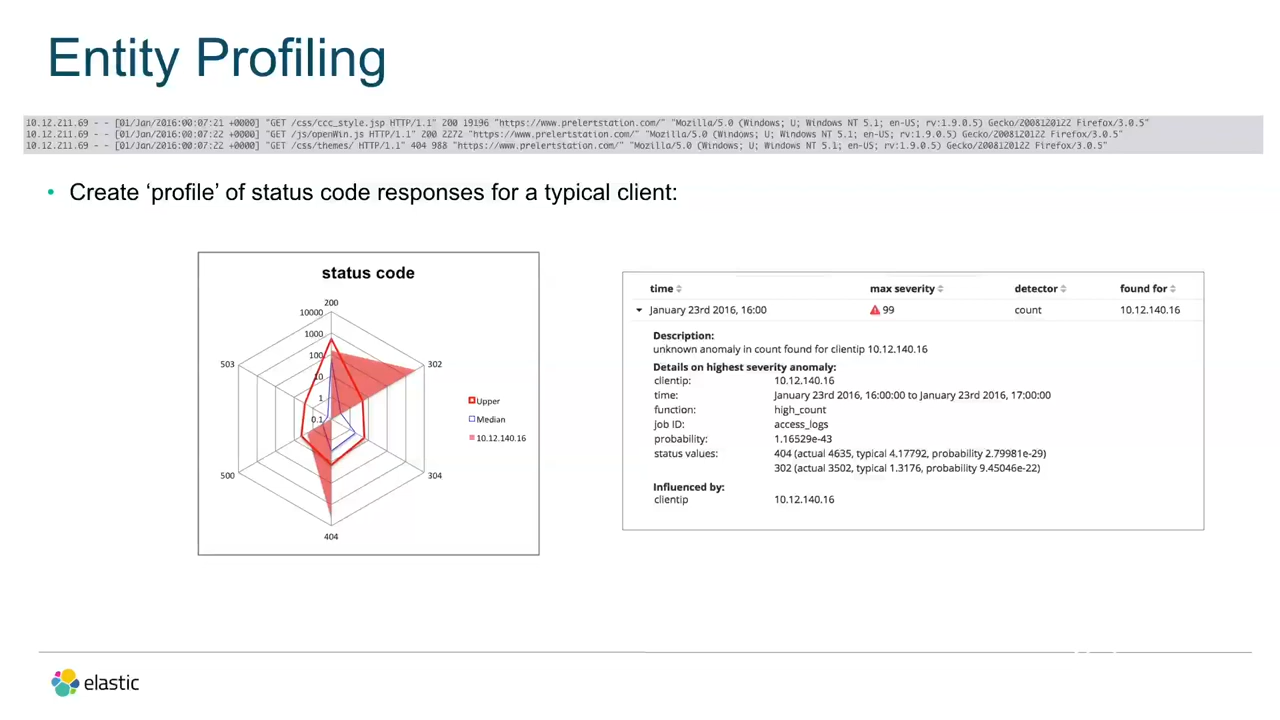 Entity Profiling
10.12.211.69 - - [01/Jan/2016:00:07:21 +0000] "GET /css/ccc_style.jsp HTTP/1.1" 200 19196 "https://www.prelertstation.com/" "Mozilla/5.0 (Windows; U; Windows NT 5.1; en-US; rv:1.9.0.5) Gecko/2008120122 Firefox/3.0.5"
10.12.211.69 - - [01/Jan/2016:00:07:22 +0000] "GET /js/openWin.js HTTP/1.1" 200 2272 "https://www.prelertstation.com/" "Mozilla/5.0 (Windows; U; Windows NT 5.1; en-US; rv:1.9.0.5) Gecko/2008120122 Firefox/3.0.5"
10.12.211.69 - - [01/Jan/2016:00:07:22 +0000] "GET /css/themes/ HTTP/1.1" 404 988 "https://www.prelertstation.com/" "Mozilla/5.0 (Windows; U; Windows NT 5.1; en-US; rv:1.9.0.5) Gecko/2008120122 Firefox/3.0.5"
• Create ‘profile’ of status code responses for a typical client:
status code
200
10000
1000
100
10
1
0.1
503
302
500
304
404
Upper
Median
10.12.140.16
time max severity detector found for
January 23rd 2016, 16:00 99 count 10.12.140.16
Description:
unknown anomaly in count found for clientip 10.12.140.16
Details on highest severity anomaly:
clientip: 10.12.140.16
time: January 23rd 2016, 16:00:00 to January 23rd 2016, 17:00:00
function: high_count
job ID: access_logs
probability: 1.16529e-43
status values: 404 (actual 4635, typical 4.17792, probability 2.79981e-29)
302 (actual 3502, typical 1.3176, probability 9.45046e-22)
Influenced by:
clientip 10.12.140.16
elastic